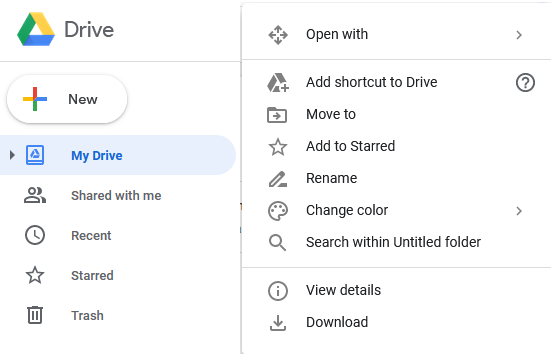 Drive
New
My Drive
Shared with me
Recent
Starred
Trash
Open with
Add shortcut to Drive
Move to
Add to Starred
Rename
Change color
Search within Untitled folder
View details
Download